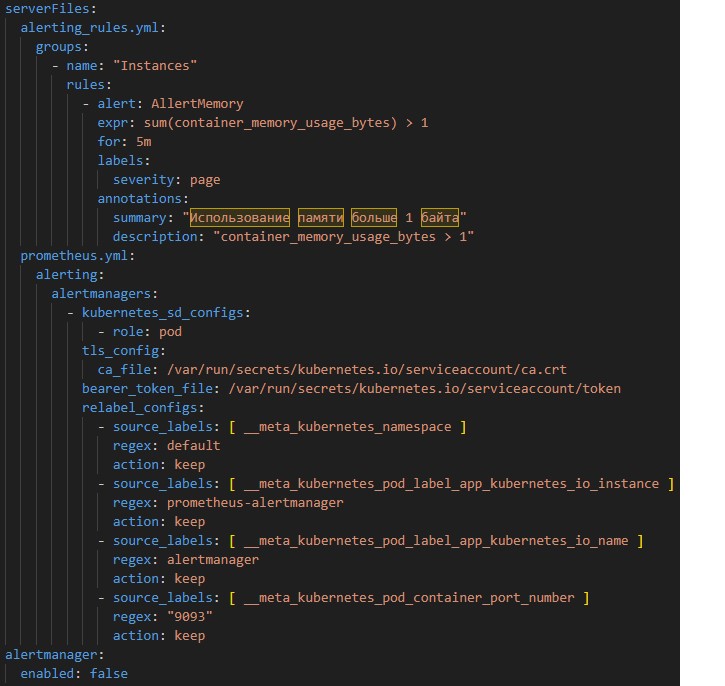 serverFiles:
  alerting_rules.yml:
    groups:
      - name: "Instances"
        rules:
          - alert: AllertMemory
            expr: sum(container_memory_usage_bytes) > 1
            for: 5m
            labels:
              severity: page
            annotations:
              summary: "Использование памяти больше 1 байта"
              description: "container_memory_usage_bytes > 1"
  prometheus.yml:
    alerting:
      alertmanagers:
        - kubernetes_sd_configs:
            - role: pod
          tls_config:
            ca_file: /var/run/secrets/kubernetes.io/serviceaccount/ca.crt
          bearer_token_file: /var/run/secrets/kubernetes.io/serviceaccount/token
          relabel_configs:
            - source_labels: [ __meta_kubernetes_namespace ]
              regex: default
              action: keep
            - source_labels: [ __meta_kubernetes_pod_label_app_kubernetes_io_instance ]
              regex: prometheus-alertmanager
              action: keep
            - source_labels: [ __meta_kubernetes_pod_label_app_kubernetes_io_name ]
              regex: alertmanager
              action: keep
            - source_labels: [ __meta_kubernetes_pod_container_port_number ]
              regex: "9093"
              action: keep
alertmanager:
  enabled: false